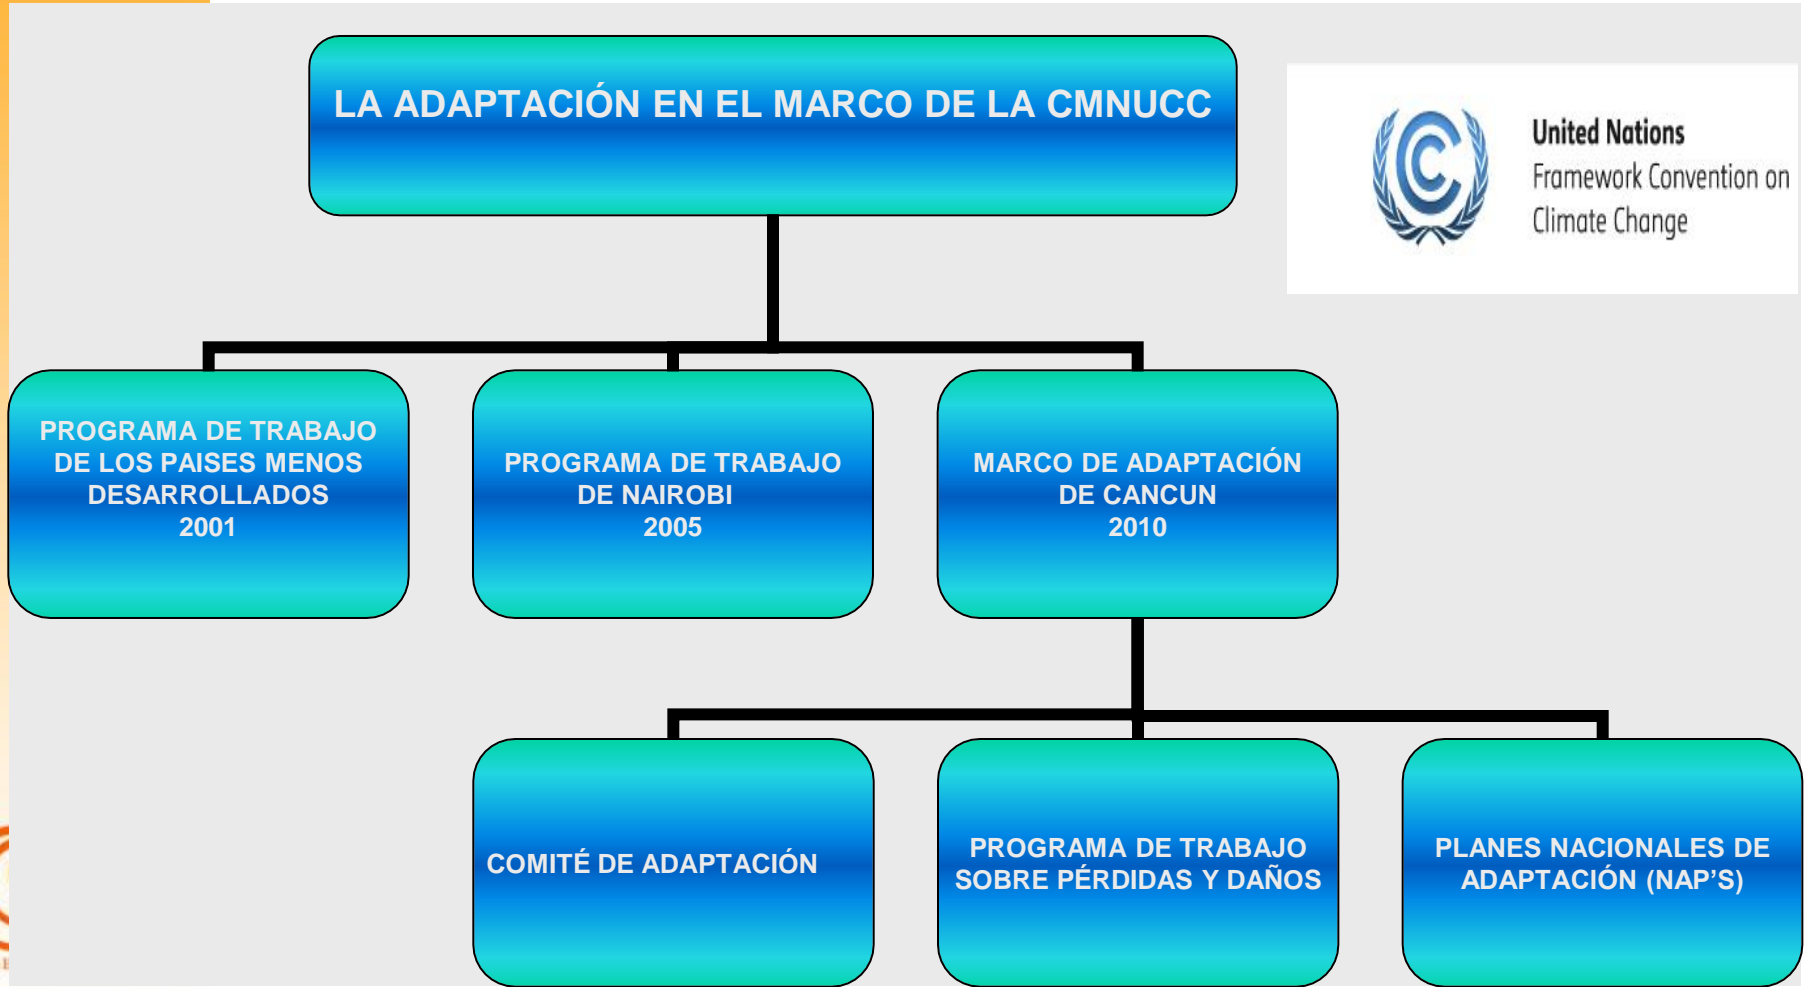 LA ADAPTACIÓN EN EL MARCO DE LA CMNUCC
United Nations
Framework Convention on
Climate Change
PROGRAMA DE TRABAJO
DE LOS PAISES MENOS
DESARROLLADOS
2001
PROGRAMA DE TRABAJO
DE NAIROBI
2005
MARCO DE ADAPTACIÓN
DE CANCUN
2010
COMITÉ DE ADAPTACIÓN
PROGRAMA DE TRABAJO
SOBRE PÉRDIDAS Y DAÑOS
PLANES NACIONALES DE
ADAPTACIÓN (NAP’S)